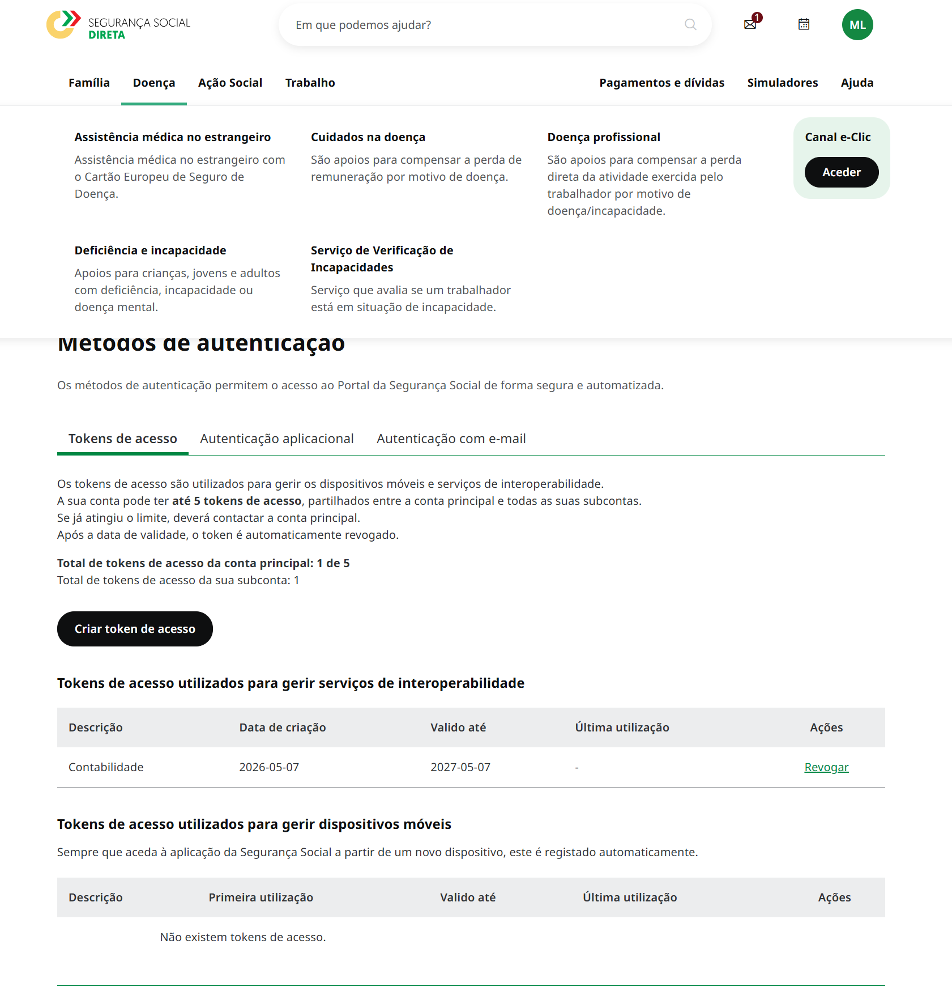 SEGURANÇA SOCIAL
DIRETA
Em que podemos ajudar?
1
ML
Família
Doença
Ação Social
Trabalho
Pagamentos e dívidas
Simuladores
Ajuda
Assistência médica no estrangeiro
Assistência médica no estrangeiro com
o Cartão Europeu de Seguro de
Doença.
Cuidados na doença
São apoios para compensar a perda de
remuneração por motivo de doença.
Doença profissional
São apoios para compensar a perda
direta da atividade exercida pelo
trabalhador por motivo de
doença/incapacidade.
Canal e-Clic
Aceder
Deficiência e incapacidade
Apoios para crianças, jovens e adultos
com deficiência, incapacidade ou
doença mental.
Serviço de Verificação de
Incapacidades
Serviço que avalia se um trabalhador
está em situação de incapacidade.
Métodos de autenticação
Os métodos de autenticação permitem o acesso ao Portal da Segurança Social de forma segura e automatizada.
Tokens de acesso
Autenticação aplicacional
Autenticação com e-mail
Os tokens de acesso são utilizados para gerir os dispositivos móveis e serviços de interoperabilidade.
A sua conta pode ter até 5 tokens de acesso, partilhados entre a conta principal e todas as suas subcontas.
Se já atingiu o limite, deverá contactar a conta principal.
Após a data de validade, o token é automaticamente revogado.
Total de tokens de acesso da conta principal: 1 de 5
Total de tokens de acesso da sua subconta: 1
Criar token de acesso
Tokens de acesso utilizados para gerir serviços de interoperabilidade
Descrição
Data de criação
Valido até
Última utilização
Ações
Contabilidade
2026-05-07
2027-05-07
-
Revogar
Tokens de acesso utilizados para gerir dispositivos móveis
Sempre que aceda à aplicação da Segurança Social a partir de um novo dispositivo, este é registado automaticamente.
Descrição
Primeira utilização
Valido até
Última utilização
Ações
Não existem tokens de acesso.